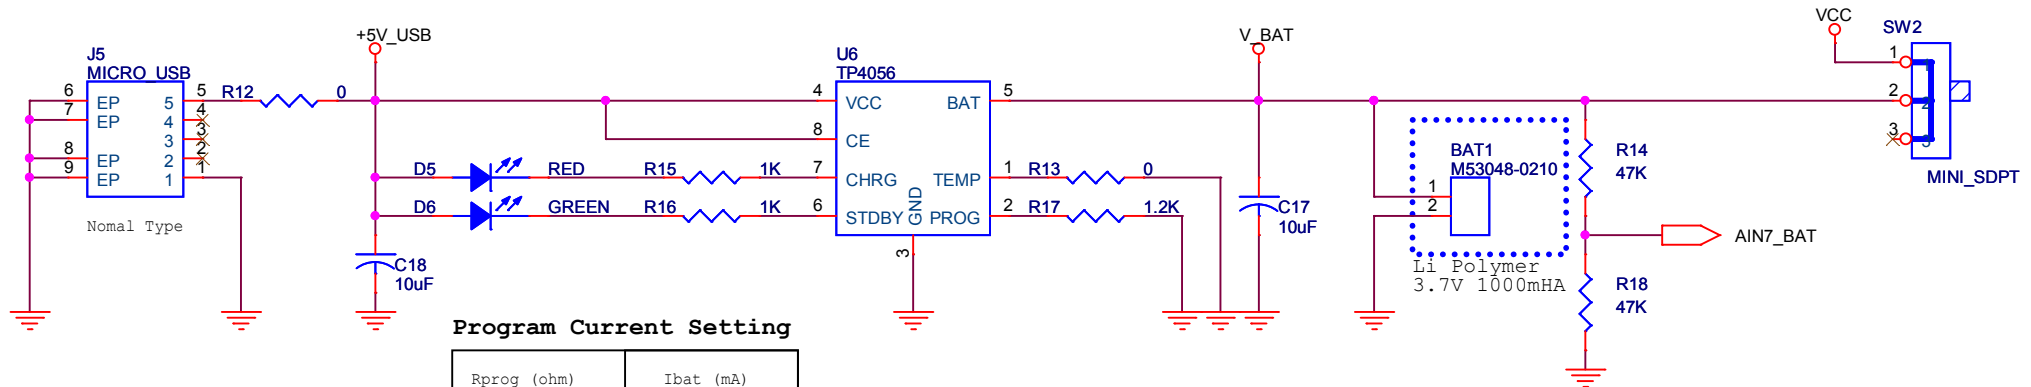 +5V_USB
V_BAT
VCC
SW2
J5
MICRO_USB
U6
TP4056
1
6 EP 5 5 R12 0 4 VCC BAT 5 2
7 EP 4 4
3 3
8 CE
3
8 EP 2 2
9 EP 1 1
D5 RED R15 1K 7 CHRG TEMP 1 R13 0
D6 GREEN R16 1K 6 STDBY GND PROG 2 R17 1.2K
3
BAT1
M53048-0210
1
2
R14
47K
MINI_SDPT
Nomal Type
C17
10uF
AIN7_BAT
C18
10uF
Li Polymer
3.7V 1000mHA
R18
47K
Program Current Setting
Rprog (ohm) Ibat (mA)